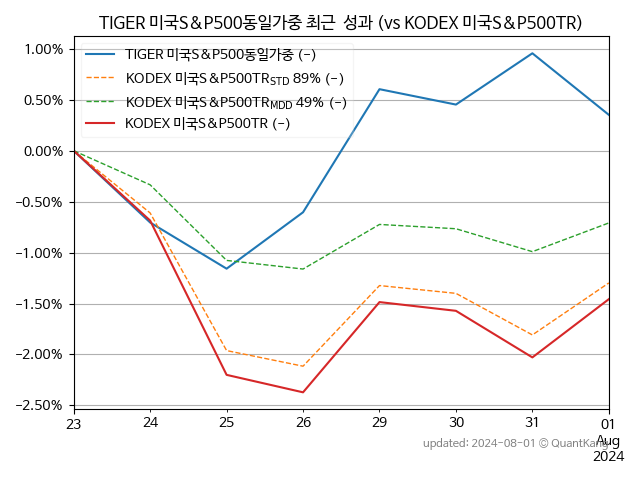 TIGER 미국S&P500동일가중 최근 성과 (vs KODEX 미국S&P500TR)
1.00%
0.50%
0.00%
−0.50%
−1.00%
−1.50%
−2.00%
−2.50%
TIGER 미국S&P500동일가중 (−)
KODEX 미국S&P500TR_STD 89% (−)
KODEX 미국S&P500TR_MDD 49% (−)
KODEX 미국S&P500TR (−)
23 24 25 26 29 30 31 01
Aug
2024
updated: 2024-08-01 © QuantKang